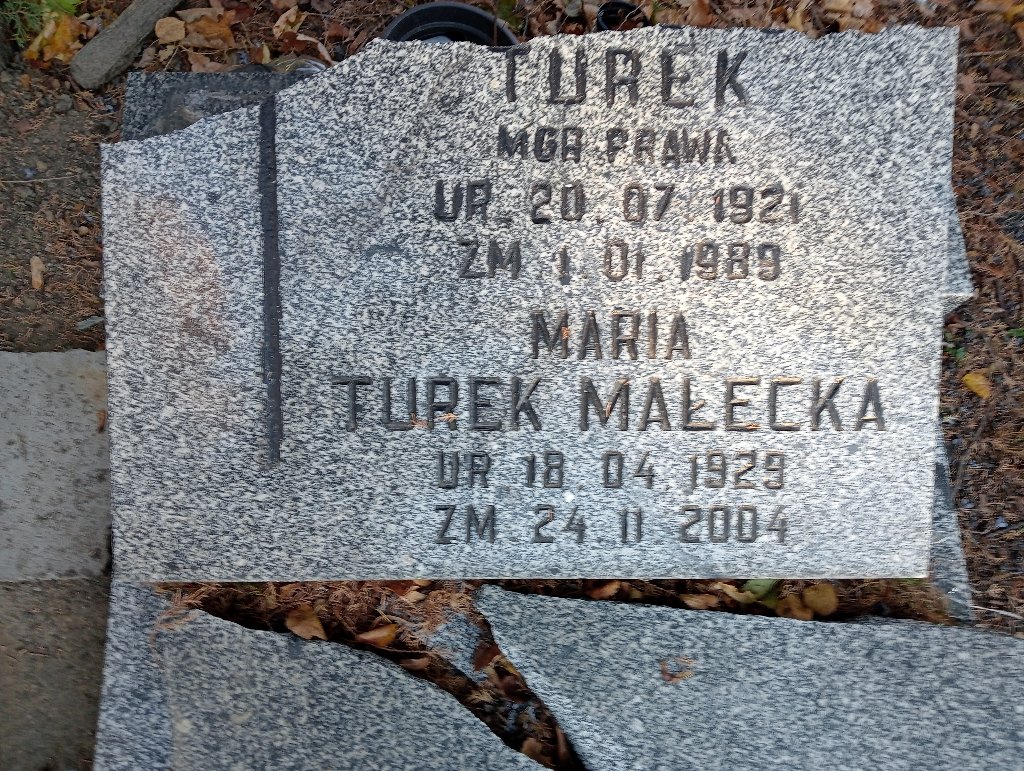 TUREK
MGR PRAWA
UR 20 07 1921
ZM 1 01 1989
MARIA
TUREK MAŁECKA
UR 18 04 1929
ZM 24 11 2004